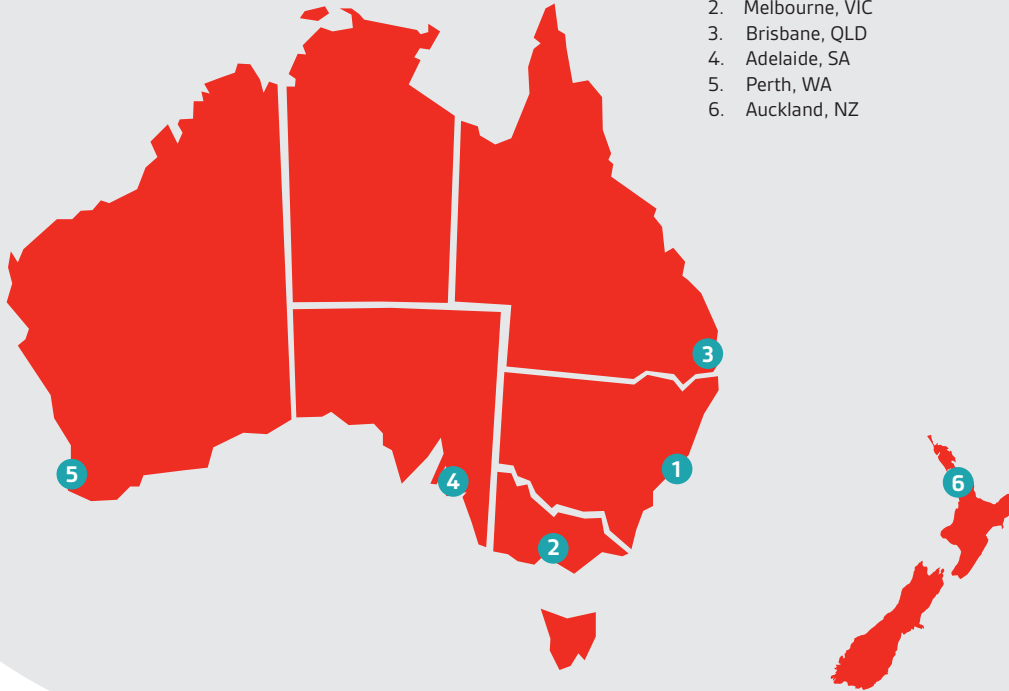 2. Melbourne, VIC
3. Brisbane, QLD
4. Adelaide, SA
5. Perth, WA
6. Auckland, NZ
3
5
4
1
6
2